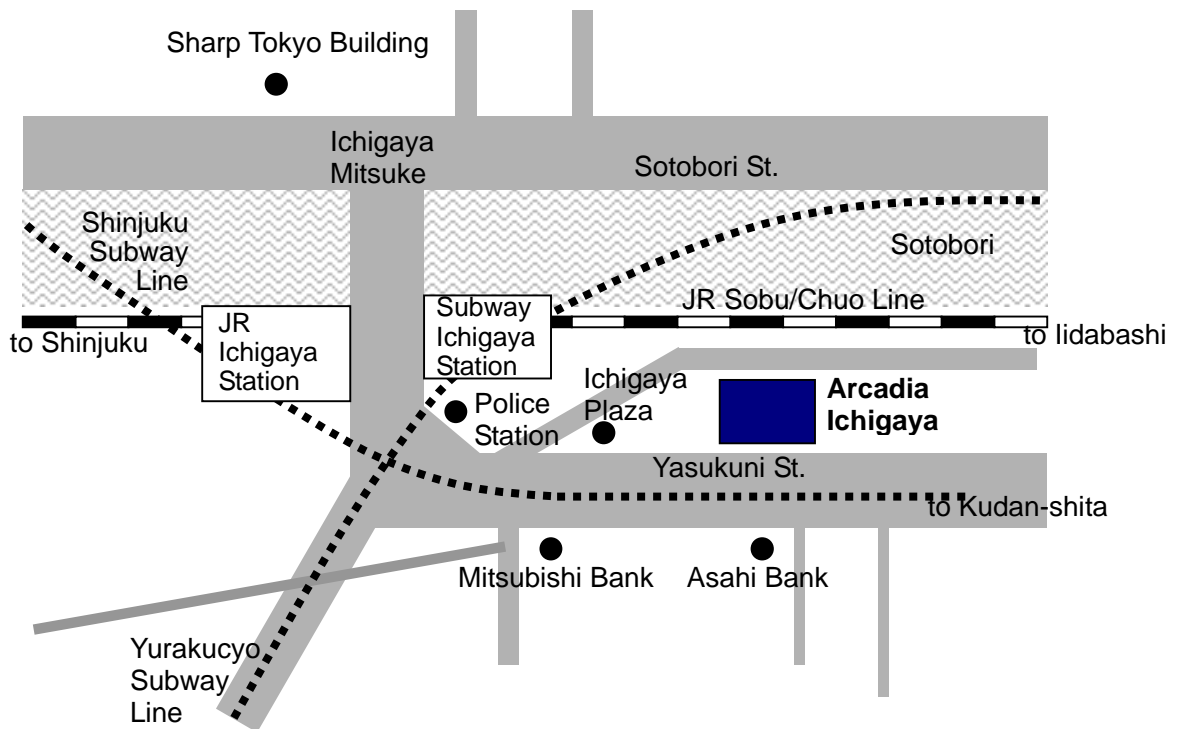 Sharp Tokyo Building
Ichigaya
Mitsuke
Sotobori St.
Shinjuku
Subway
Line
Sotobori
JR Sobu/Chuo Line
to Shinjuku
JR
Ichigaya
Station
Subway
Ichigaya
Station
to Iidabashi
Ichigaya
Plaza
Arcadia
Ichigaya
Police
Station
Yasukuni St.
to Kudan-shita
Mitsubishi Bank
Asahi Bank
Yurakucyo
Subway
Line